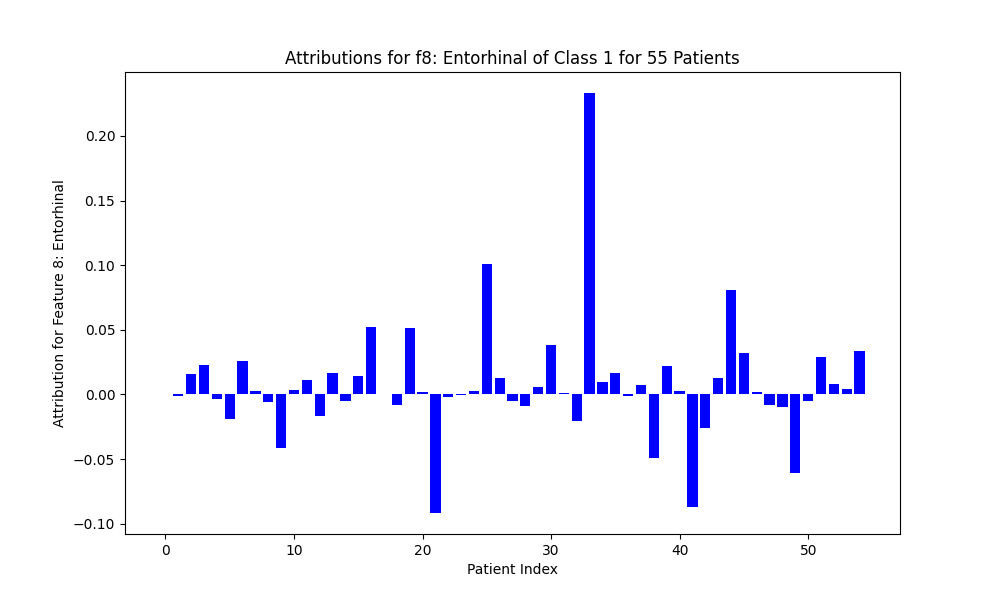 Attributions for f8: Entorhinal of Class 1 for 55 Patients
Attribution for Feature 8: Entorhinal
0.20
0.15
0.10
0.05
0.00
−0.05
−0.10
0 10 20 30 40 50
Patient Index